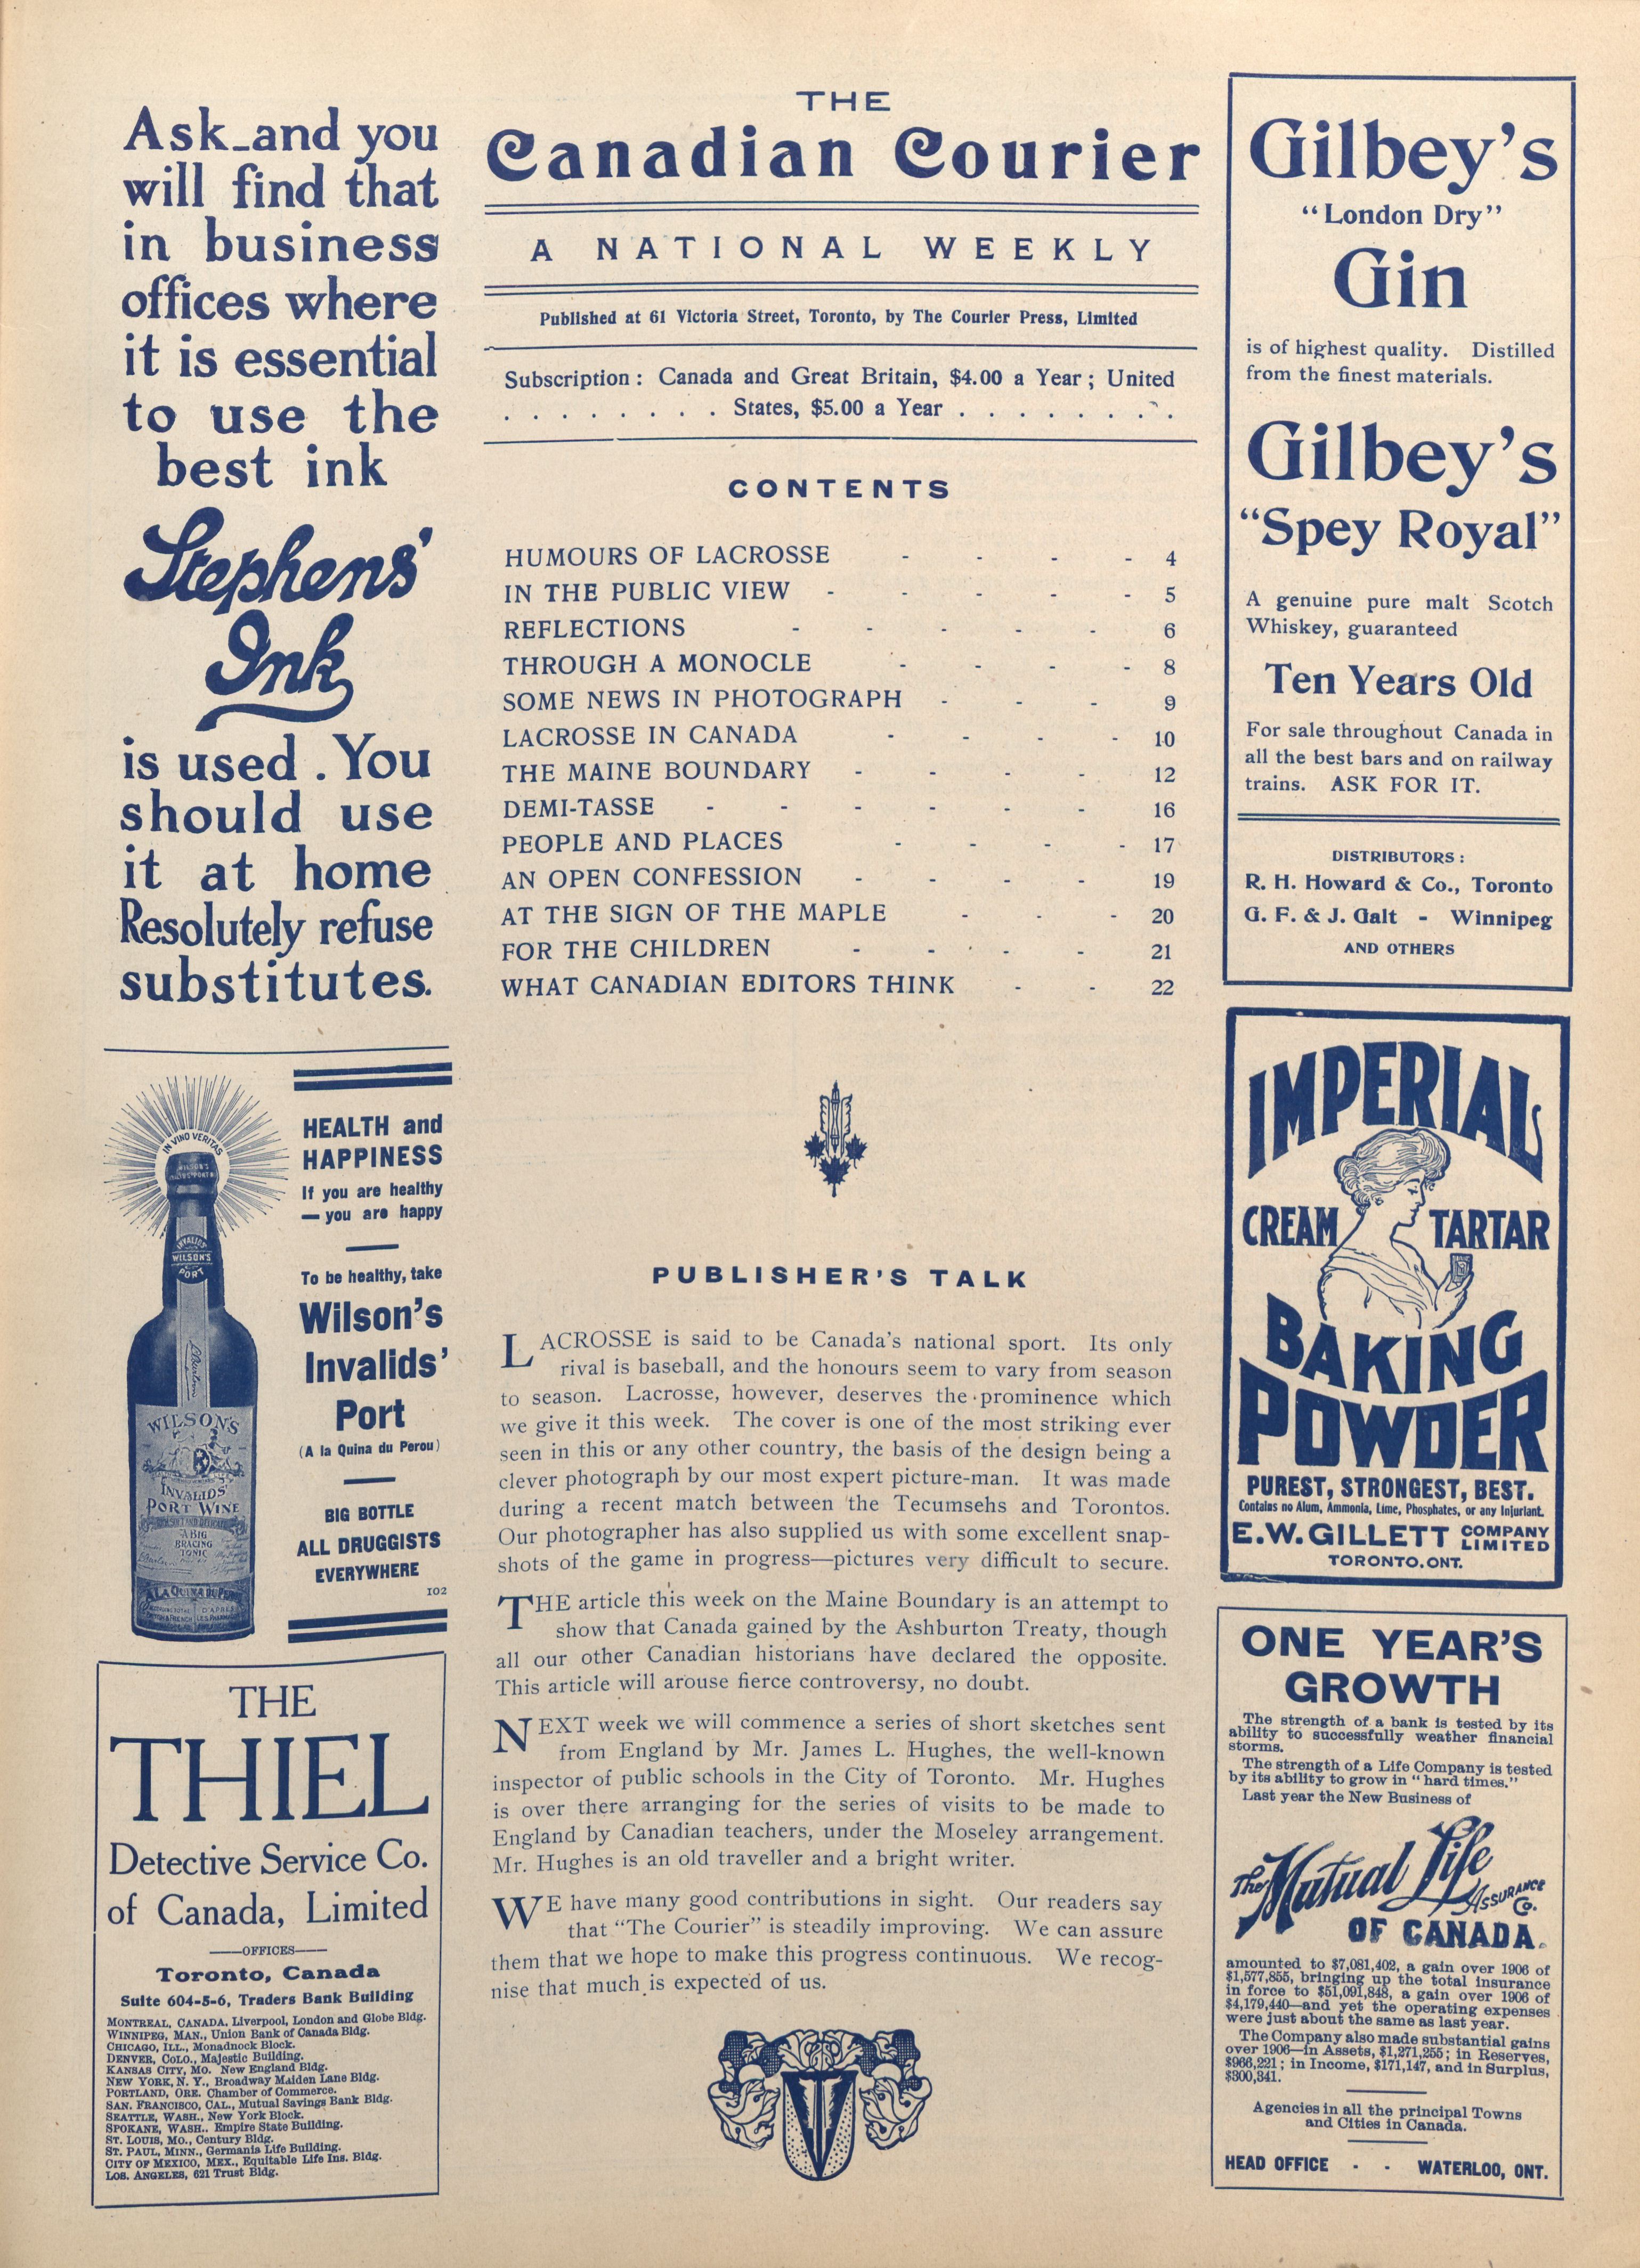 Ask and you
will find that
in business
offices where
it is essential
to use the
best ink
Stephens'
Ink
is used. You
should use
it at home
Resolutely refuse
substitutes.
IN VINO VERITAS
WILSON'S
INVALIDS'
WILSON'S
PORT
WILSON'S
INVALIDS'
PORT WINE
A BIG
BRACING
TONIC
A LA QUINA DU PEROU
HEALTH and
HAPPINESS
If you are healthy
— you are happy
To be healthy, take
Wilson's
Invalids'
Port
(A la Quina du Perou)
BIG BOTTLE
ALL DRUGGISTS
EVERYWHERE
102
THE
THIEL
Detective Service Co.
of Canada, Limited
——OFFICES——
Toronto, Canada
Suite 604-5-6, Traders Bank Building
MONTREAL, CANADA, Liverpool, London and Globe Bldg.
WINNIPEG, MAN., Union Bank of Canada Bldg.
CHICAGO, ILL., Monadnock Block.
DENVER, COLO., Majestic Building.
KANSAS CITY, MO. New England Bldg.
NEW YORK, N. Y., Broadway Maiden Lane Bldg.
PORTLAND, ORE. Chamber of Commerce.
SAN. FRANCISCO, CAL., Mutual Savings Bank Bldg.
SEATTLE, WASH., New York Block.
SPOKANE, WASH., Empire State Building.
ST. LOUIS, MO., Century Bldg.
ST. PAUL, MINN., Germania Life Building.
CITY OF MEXICO, MEX., Equitable Life Ins. Bldg.
LOS. ANGELES, 621 Trust Bldg.
THE
Canadian Courier
A NATIONAL WEEKLY
Published at 61 Victoria Street, Toronto, by The Courier Press, Limited
Subscription: Canada and Great Britain, $4.00 a Year; United
. . . . . . . . States, $5.00 a Year . . . . . . . .
CONTENTS
HUMOURS OF LACROSSE - - - - 4
IN THE PUBLIC VIEW - - - - - 5
REFLECTIONS - - - - - 6
THROUGH A MONOCLE - - - - 8
SOME NEWS IN PHOTOGRAPH - - - 9
LACROSSE IN CANADA - - - - 10
THE MAINE BOUNDARY - - - - 12
DEMI-TASSE - - - - - - 16
PEOPLE AND PLACES - - - - 17
AN OPEN CONFESSION - - - - 19
AT THE SIGN OF THE MAPLE - - - 20
FOR THE CHILDREN - - - - 21
WHAT CANADIAN EDITORS THINK - - 22
PUBLISHER'S TALK
LACROSSE is said to be Canada's national sport. Its only
rival is baseball, and the honours seem to vary from season
to season. Lacrosse, however, deserves the prominence which
we give it this week. The cover is one of the most striking ever
seen in this or any other country, the basis of the design being a
clever photograph by our most expert picture-man. It was made
during a recent match between the Tecumsehs and Torontos.
Our photographer has also supplied us with some excellent snap-
shots of the game in progress—pictures very difficult to secure.
THE article this week on the Maine Boundary is an attempt to
show that Canada gained by the Ashburton Treaty, though
all our other Canadian historians have declared the opposite.
This article will arouse fierce controversy, no doubt.
NEXT week we will commence a series of short sketches sent
from England by Mr. James L. Hughes, the well-known
inspector of public schools in the City of Toronto. Mr. Hughes
is over there arranging for the series of visits to be made to
England by Canadian teachers, under the Moseley arrangement.
Mr. Hughes is an old traveller and a bright writer.
WE have many good contributions in sight. Our readers say
that "The Courier" is steadily improving. We can assure
them that we hope to make this progress continuous. We recog-
nise that much is expected of us.
Gilbey's
"London Dry"
Gin
is of highest quality. Distilled
from the finest materials.
Gilbey's
"Spey Royal"
A genuine pure malt Scotch
Whiskey, guaranteed
Ten Years Old
For sale throughout Canada in
all the best bars and on railway
trains. ASK FOR IT.
DISTRIBUTORS:
R. H. Howard & Co., Toronto
G. F. & J. Galt - Winnipeg
AND OTHERS
IMPERIAL
CREAM TARTAR
BAKING
POWDER
PUREST, STRONGEST, BEST.
Contains no Alum, Ammonia, Lime, Phosphates, or any Injuriant.
E.W. GILLETT COMPANY LIMITED
TORONTO, ONT.
ONE YEAR'S
GROWTH
The strength of a bank is tested by its
ability to successfully weather financial
storms.
The strength of a Life Company is tested
by its ability to grow in "hard times."
Last year the New Business of
The Mutual Life
Assurance Co.
OF CANADA.
amounted to $7,081,402, a gain over 1906 of
$1,577,855, bringing up the total insurance
in force to $51,091,848, a gain over 1906 of
$4,179,440—and yet the operating expenses
were just about the same as last year.
The Company also made substantial gains
over 1906—in Assets, $1,271,255; in Reserves,
$966,221; in Income, $171,147, and in Surplus,
$300,341.
Agencies in all the principal Towns
and Cities in Canada.
HEAD OFFICE - - WATERLOO, ONT.